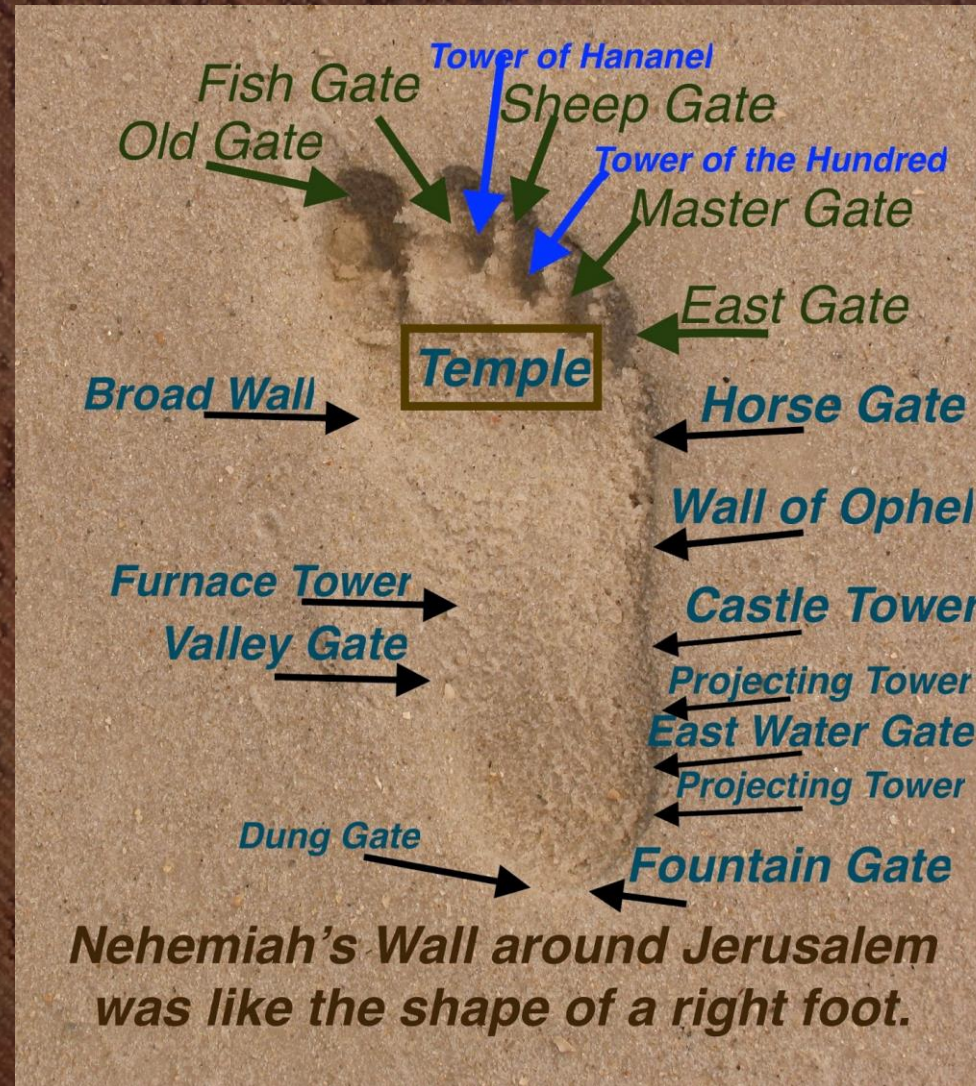 Tower of Hananel
Fish Gate
Sheep Gate
Old Gate
Tower of the Hundred
Master Gate
East Gate
Temple
Broad Wall
Horse Gate
Wall of Ophel
Furnace Tower
Castle Tower
Valley Gate
Projecting Tower
East Water Gate
Projecting Tower
Dung Gate
Fountain Gate
Nehemiah's Wall around Jerusalem
was like the shape of a right foot.